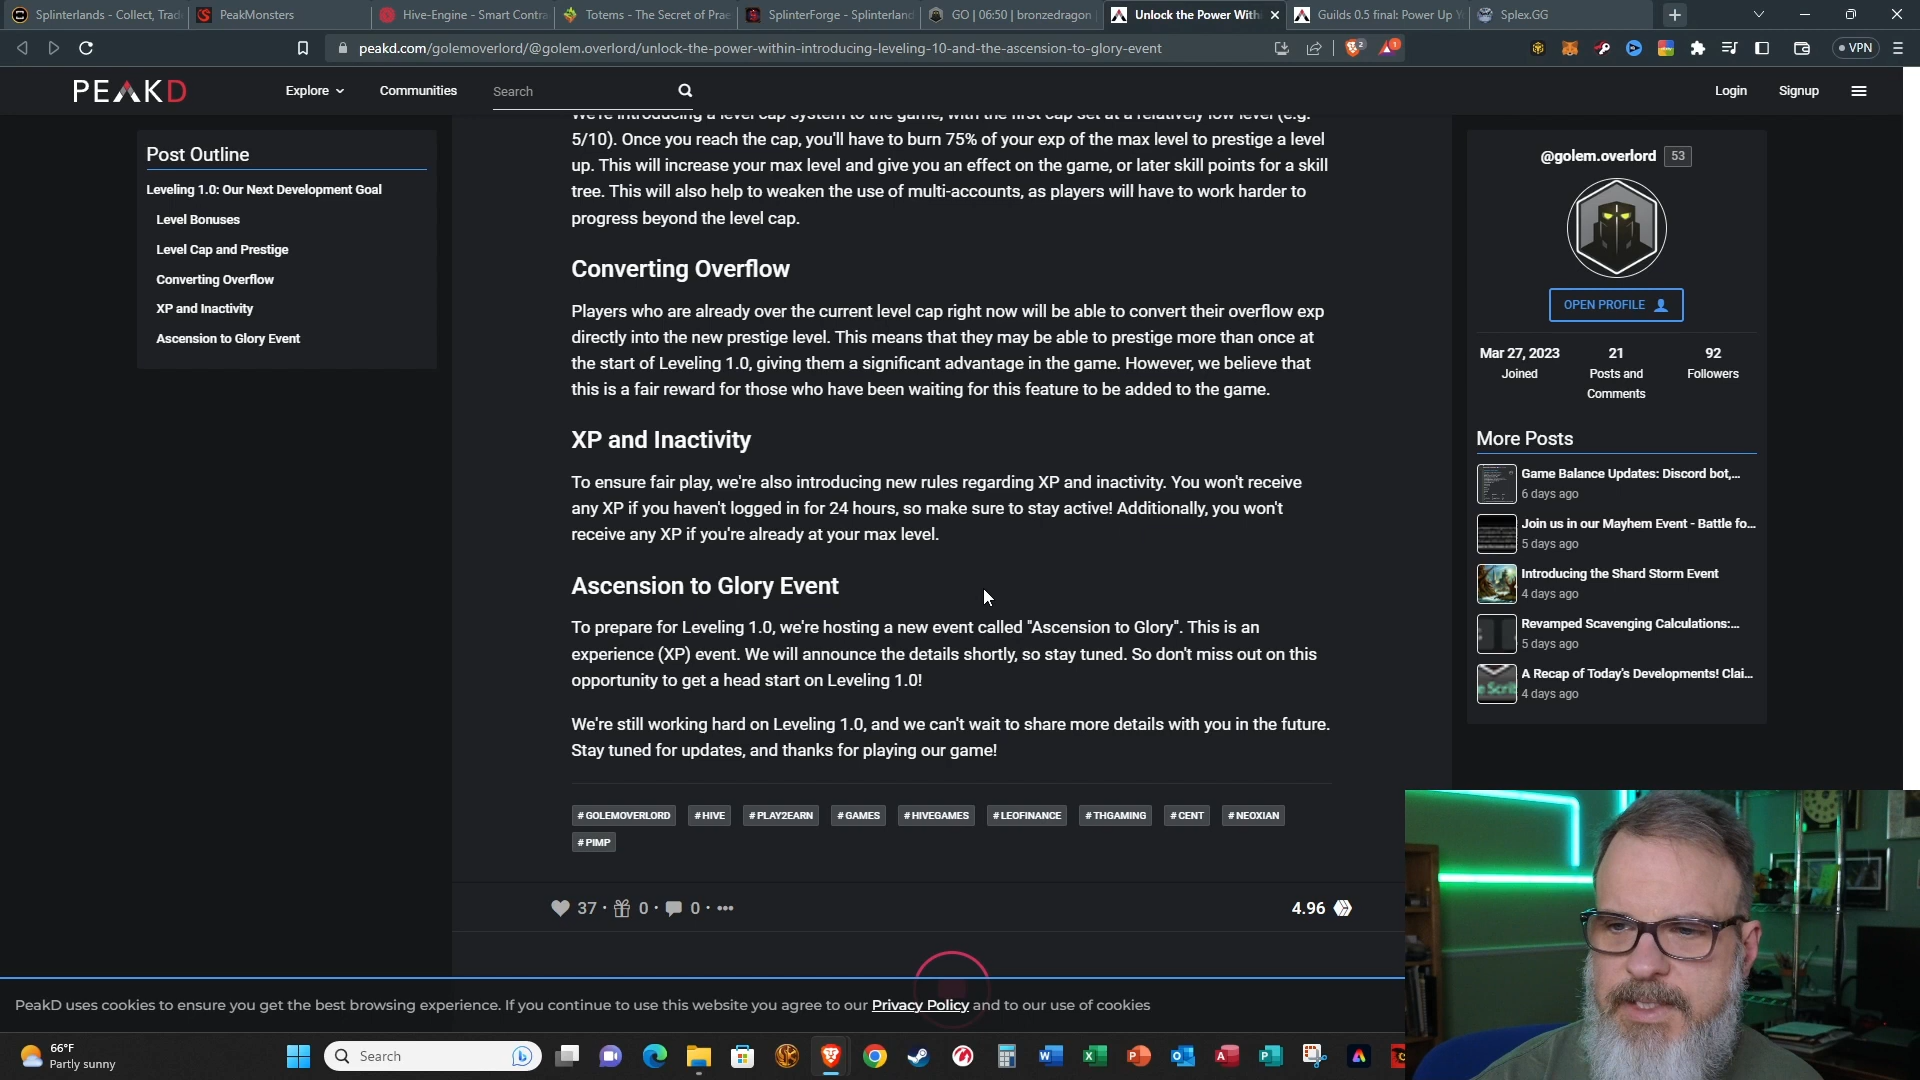 Splinterlands - Collect, Trad
PeakMonsters
Hive-Engine - Smart Contra
Totems - The Secret of Prae
SplinterForge - Splinterland
GO | 06:50 | bronzedragon
Unlock the Power With
Guilds 0.5 final: Power Up Y
Splex.GG
peakd.com/golemoverlord/@golem.overlord/unlock-the-power-within-introducing-leveling-10-and-the-ascension-to-glory-event
2
1
VPN
PEAKD
Explore
Communities
Search
Login
Signup
Post Outline
Leveling 1.0: Our Next Development Goal
Level Bonuses
Level Cap and Prestige
Converting Overflow
XP and Inactivity
Ascension to Glory Event
We're introducing a level cap system to the game, with the first cap set at a relatively low level (e.g.
5/10). Once you reach the cap, you'll have to burn 75% of your exp of the max level to prestige a level
up. This will increase your max level and give you an effect on the game, or later skill points for a skill
tree. This will also help to weaken the use of multi-accounts, as players will have to work harder to
progress beyond the level cap.
Converting Overflow
Players who are already over the current level cap right now will be able to convert their overflow exp
directly into the new prestige level. This means that they may be able to prestige more than once at
the start of Leveling 1.0, giving them a significant advantage in the game. However, we believe that
this is a fair reward for those who have been waiting for this feature to be added to the game.
XP and Inactivity
To ensure fair play, we're also introducing new rules regarding XP and inactivity. You won't receive
any XP if you haven't logged in for 24 hours, so make sure to stay active! Additionally, you won't
receive any XP if you're already at your max level.
Ascension to Glory Event
To prepare for Leveling 1.0, we're hosting a new event called "Ascension to Glory". This is an
experience (XP) event. We will announce the details shortly, so stay tuned. So don't miss out on this
opportunity to get a head start on Leveling 1.0!
We're still working hard on Leveling 1.0, and we can't wait to share more details with you in the future.
Stay tuned for updates, and thanks for playing our game!
# GOLEMOVERLORD # HIVE # PLAY2EARN # GAMES # HIVEGAMES # LEOFINANCE # THGAMING # CENT # NEOXIAN
# PIMP
37 · 0 · 0 ·
4.96
@golem.overlord 53
OPEN PROFILE
Mar 27, 2023 21 92
Joined Posts and Followers
Comments
More Posts
Game Balance Updates: Discord bot,...
6 days ago
Join us in our Mayhem Event - Battle fo...
5 days ago
Introducing the Shard Storm Event
4 days ago
Revamped Scavenging Calculations:...
5 days ago
A Recap of Today's Developments! Clai...
4 days ago
PeakD uses cookies to ensure you get the best browsing experience. If you continue to use this website you agree to our Privacy Policy and to our use of cookies
66°F
Partly sunny
Search